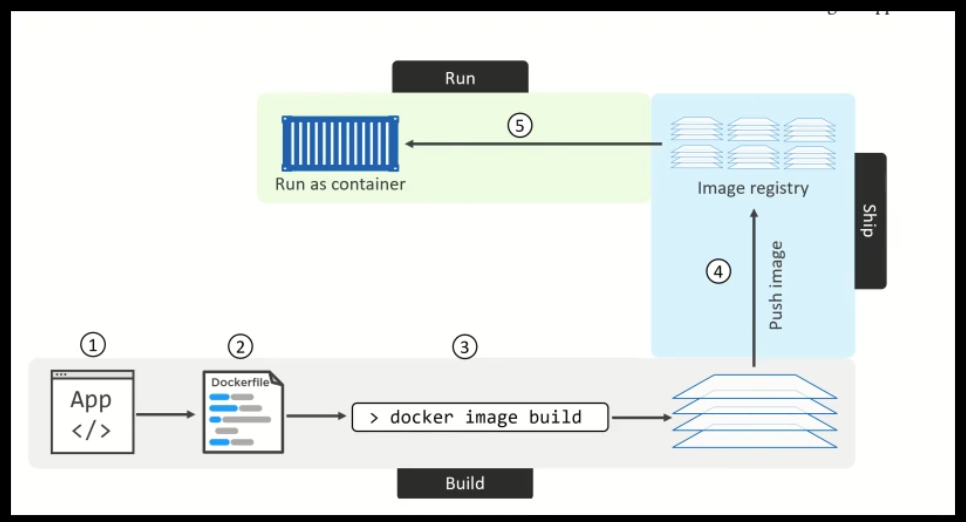 Run
5
Run as container
Image registry
Ship
4
Push image
1
2
3
App
</>
Dockerfile
> docker image build
Build